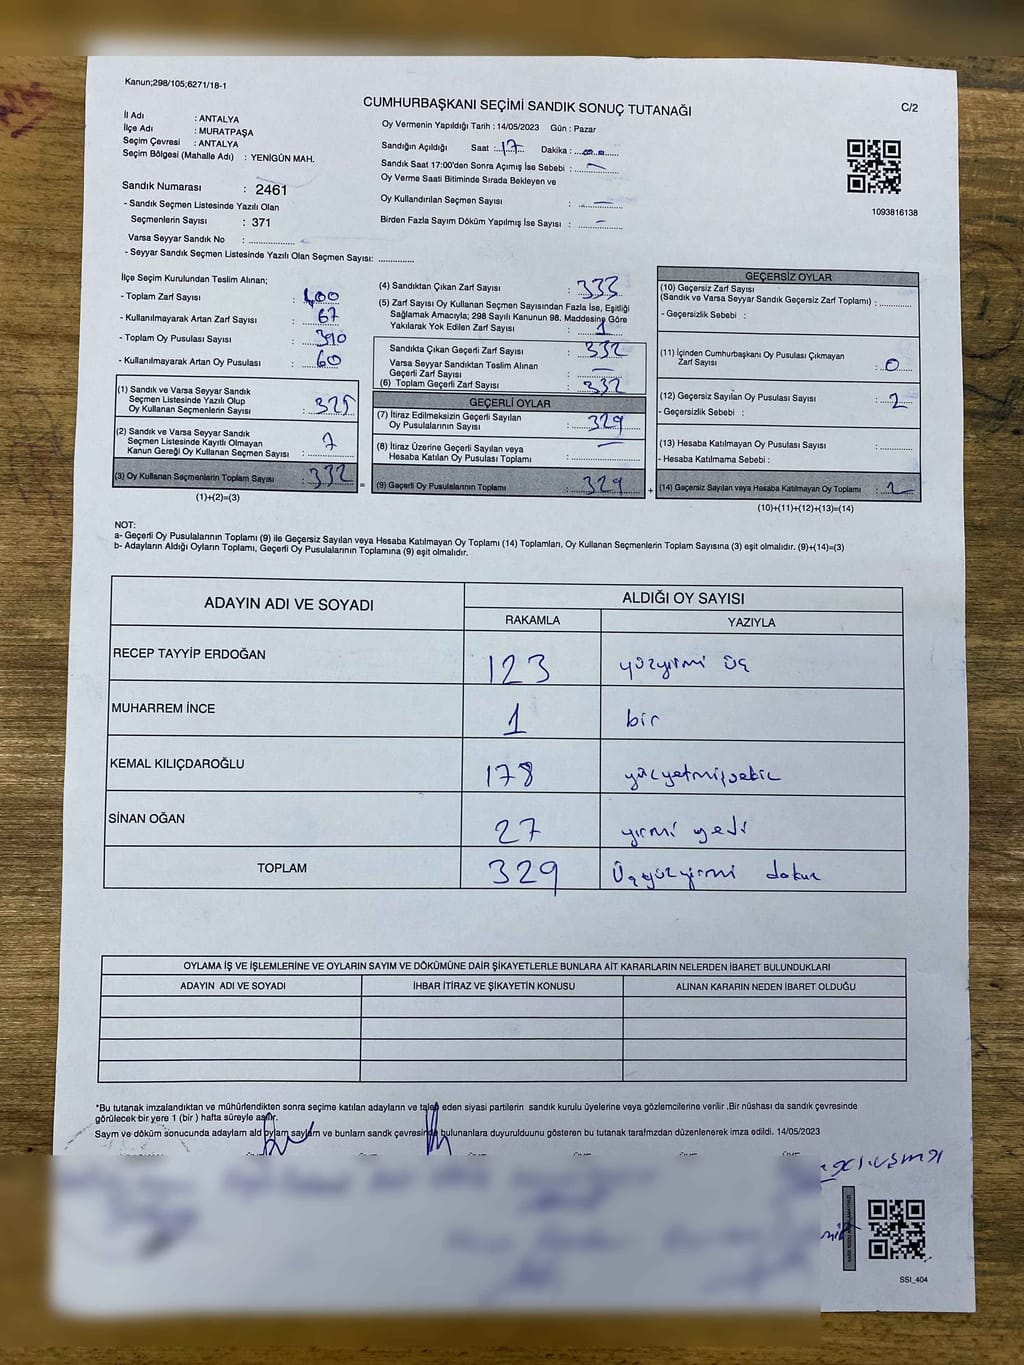 Kanun;298/105;6271/18-1
CUMHURBAŞKANI SEÇİMİ SANDIK SONUÇ TUTANAĞI
C/2
İl Adı : ANTALYA
İlçe Adı : MURATPAŞA
Seçim Çevresi : ANTALYA
Seçim Bölgesi (Mahalle Adı) : YENİGÜN MAH.
Sandık Numarası : 2461
- Sandık Seçmen Listesinde Yazılı Olan
Seçmenlerin Sayısı : 371
Varsa Seyyar Sandık No : ..............
- Seyyar Sandık Seçmen Listesinde Yazılı Olan Seçmen Sayısı: ............
Oy Vermenin Yapıldığı Tarih : 14/05/2023 Gün : Pazar
Sandığın Açıldığı Saat : 17 Dakika : 00
Sandık Saat 17:00'den Sonra Açımış İse Sebebi : —
Oy Verme Saati Bitiminde Sırada Bekleyen ve
Oy Kullandırılan Seçmen Sayısı : —
Birden Fazla Sayım Döküm Yapılmış İse Sayısı : —
1093816138
İlçe Seçim Kurulundan Teslim Alınan;
- Toplam Zarf Sayısı : 400
- Kullanılmayarak Artan Zarf Sayısı : 67
- Toplam Oy Pusulası Sayısı : 390
- Kullanılmayarak Artan Oy Pusulası : 60
(1) Sandık ve Varsa Seyyar Sandık
Seçmen Listesinde Yazılı Olup
Oy Kullanan Seçmenlerin Sayısı : 325
(2) Sandık ve Varsa Seyyar Sandık
Seçmen Listesinde Kayıtlı Olmayan
Kanun Gereği Oy Kullanan Seçmen Sayısı : 7
(3) Oy Kullanan Seçmenlerin Toplam Sayısı : 332
(1)+(2)=(3)
(4) Sandıktan Çıkan Zarf Sayısı : 333
(5) Zarf Sayısı Oy Kullanan Seçmen Sayısından Fazla İse, Eşitliği
Sağlamak Amacıyla; 298 Sayılı Kanunun 98. Maddesine Göre
Yakılarak Yok Edilen Zarf Sayısı : 1
Sandıkta Çıkan Geçerli Zarf Sayısı : 332
Varsa Seyyar Sandıktan Teslim Alınan
Geçerli Zarf Sayısı : —
(6) Toplam Geçerli Zarf Sayısı : 332
GEÇERLİ OYLAR
(7) İtiraz Edilmeksizin Geçerli Sayılan
Oy Pusulalarının Sayısı : 329
(8) İtiraz Üzerine Geçerli Sayılan veya
Hesaba Katılan Oy Pusulası Toplamı : —
= (9) Geçerli Oy Pusulalarının Toplamı : 329
GEÇERSİZ OYLAR
(10) Geçersiz Zarf Sayısı
(Sandık ve Varsa Seyyar Sandık Geçersiz Zarf Toplamı) : ..........
- Geçersizlik Sebebi :
(11) İçinden Cumhurbaşkanı Oy Pusulası Çıkmayan
Zarf Sayısı : 0
(12) Geçersiz Sayılan Oy Pusulası Sayısı : 2
- Geçersizlik Sebebi :
(13) Hesaba Katılmayan Oy Pusulası Sayısı : ..........
- Hesaba Katılmama Sebebi :
+ (14) Geçersiz Sayılan veya Hesaba Katılmayan Oy Toplamı : 2
(10)+(11)+(12)+(13)=(14)
NOT:
a- Geçerli Oy Pusulalarının Toplamı (9) ile Geçersiz Sayılan veya Hesaba Katılmayan Oy Toplamı (14) Toplamları, Oy Kullanan Seçmenlerin Toplam Sayısına (3) eşit olmalıdır. (9)+(14)=(3)
b- Adayların Aldığı Oyların Toplamı, Geçerli Oy Pusulalarının Toplamına (9) eşit olmalıdır.
ADAYIN ADI VE SOYADI ALDIĞI OY SAYISI
RAKAMLA YAZIYLA
RECEP TAYYİP ERDOĞAN 123 yüzyirmi üç
MUHARREM İNCE 1 bir
KEMAL KILIÇDAROĞLU 178 yüzyetmişsekiz
SİNAN OĞAN 27 yirmi yedi
TOPLAM 329 Üçyüzyirmi dokuz
OYLAMA İŞ VE İŞLEMLERİNE VE OYLARIN SAYIM VE DÖKÜMÜNE DAİR ŞİKAYETLERLE BUNLARA AİT KARARLARIN NELERDEN İBARET BULUNDUKLARI
ADAYIN ADI VE SOYADI İHBAR İTİRAZ VE ŞİKAYETİN KONUSU ALINAN KARARIN NEDEN İBARET OLDUĞU
*Bu tutanak imzalandıktan ve mühürlendikten sonra seçime katılan adayların ve talep eden siyasi partilerin sandık kurulu üyelerine veya gözlemcilerine verilir .Bir nüshası da sandık çevresinde
görülecek bir yere 1 (bir ) hafta süreyle asılır.
Sayım ve döküm sonucunda adayların ald oyların sayların ve bunların sandk çevresinde bulunanlara duyurulduunu gösteren bu tutanak tarafmzdan düzenlenerek imza edildi. 14/05/2023
SSI_404